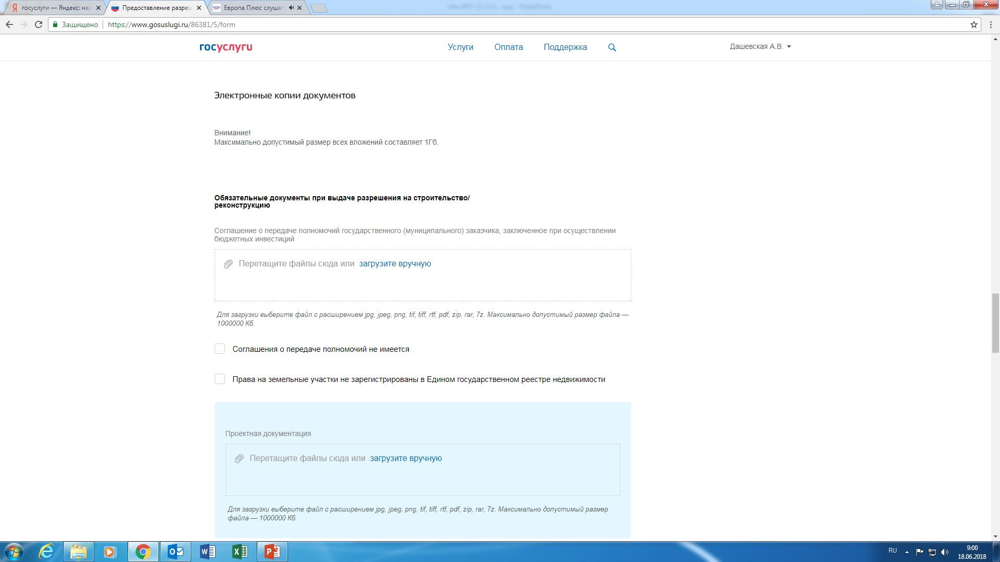 госуслуги — Яндекс: наш
Предоставление разреш
Европа Плюс слушат
Защищено
https://www.gosuslugi.ru/86381/5/form
госуслуги
Услуги
Оплата
Поддержка
Дашевская А.В.
Электронные копии документов
Внимание!
Максимально допустимый размер всех вложений составляет 1Гб.
Обязательные документы при выдаче разрешения на строительство/
реконструкцию
Соглашение о передаче полномочий государственного (муниципального) заказчика, заключенное при осуществлении
бюджетных инвестиций
Перетащите файлы сюда или загрузите вручную
Для загрузки выберите файл с расширением jpg, jpeg, png, tif, tiff, rtf, pdf, zip, rar, 7z. Максимально допустимый размер файла —
1000000 Кб.
Соглашения о передаче полномочий не имеется
Права на земельные участки не зарегистрированы в Едином государственном реестре недвижимости
Проектная документация
Перетащите файлы сюда или загрузите вручную
Для загрузки выберите файл с расширением jpg, jpeg, png, tif, tiff, rtf, pdf, zip, rar, 7z. Максимально допустимый размер
файла — 1000000 Кб.
RU
9:00
18.06.2018